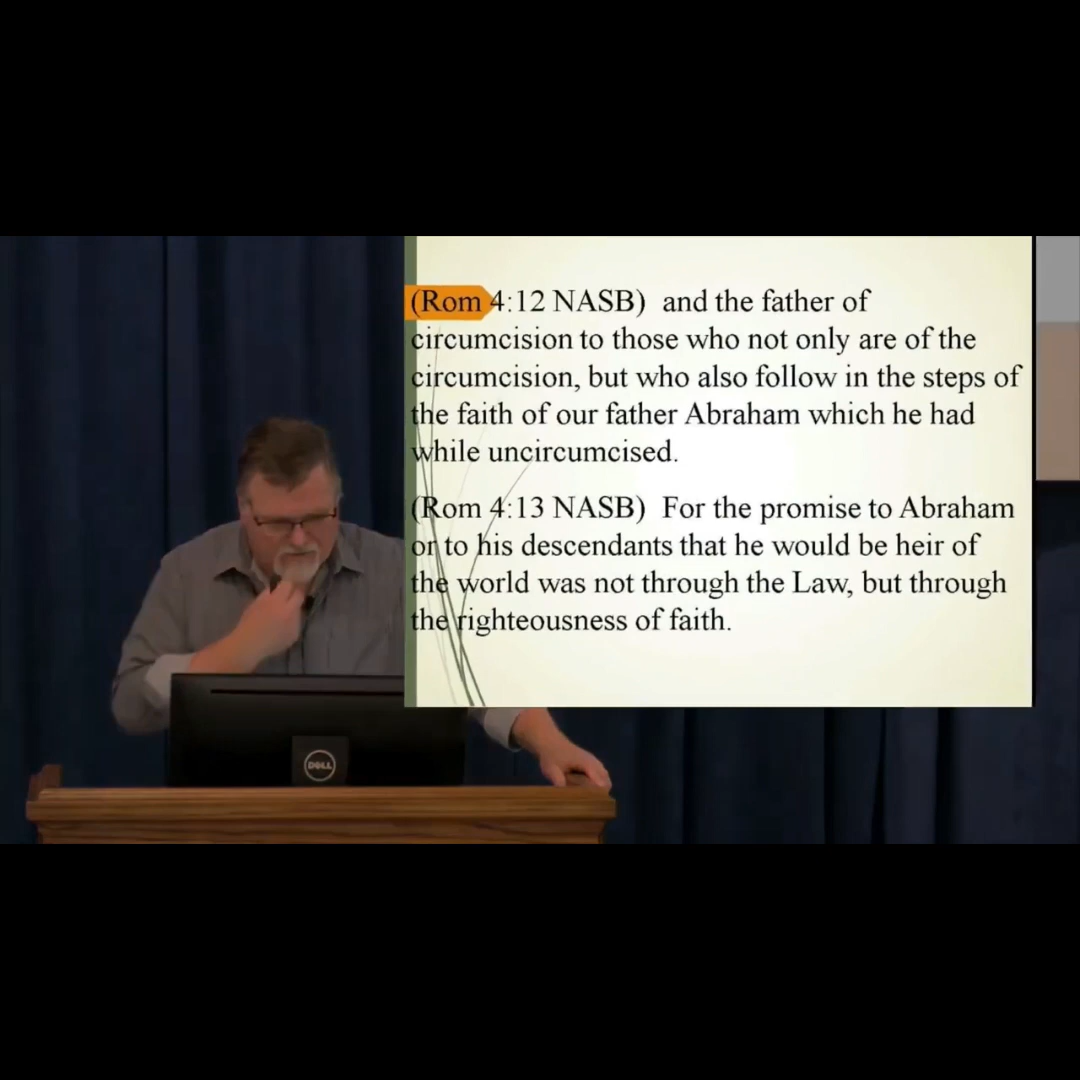 (Rom 4:12 NASB)  and the father of
circumcision to those who not only are of the
circumcision, but who also follow in the steps of
the faith of our father Abraham which he had
while uncircumcised.
(Rom 4:13 NASB)  For the promise to Abraham
or to his descendants that he would be heir of
the world was not through the Law, but through
the righteousness of faith.
DELL